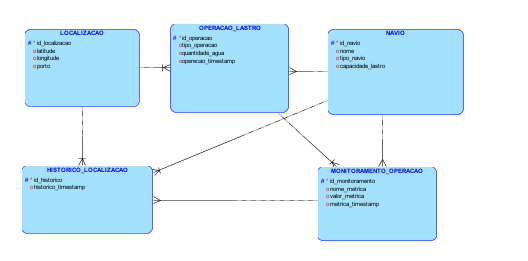 LOCALIZACAO
# * id_localizacao
o latitude
o longitude
o porto
OPERACAO_LASTRO
# * id_operacao
o tipo_operacao
o quantidade_agua
o operecao_timestamp
NAVIO
# * id_navio
o nome
o tipo_navio
o capacidade_lastro
HISTORICO_LOCALIZACAO
# * id_historico
o historico_timestamp
MONITORAMENTO_OPERACAO
# * id_monitoramento
o nome_metrica
o valor_metrica
o metrica_timestamp